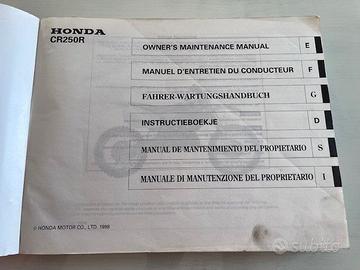 HONDA
CR250R
OWNER'S MAINTENANCE MANUAL E
MANUEL D'ENTRETIEN DU CONDUCTEUR F
FAHRER-WARTUNGSHANDBUCH G
INSTRUCTIEBOEKJE D
MANUAL DE MANTENIMIENTO DEL PROPIETARIO S
MANUALE DI MANUTENZIONE DEL PROPRIETARIO I
© HONDA MOTOR CO., LTD. 1998
subito